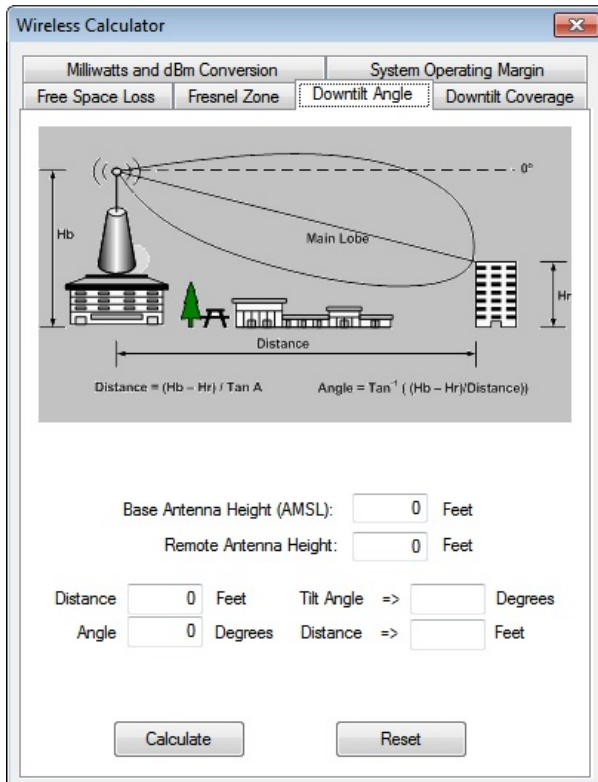 Wireless Calculator
Milliwatts and dBm Conversion
System Operating Margin
Free Space Loss
Fresnel Zone
Downtilt Angle
Downtilt Coverage
0°
Hb
Main Lobe
Hr
Distance
Distance = (Hb – Hr) / Tan A
Angle = Tan⁻¹ ( (Hb – Hr)/Distance))
Base Antenna Height (AMSL): 0 Feet
Remote Antenna Height: 0 Feet
Distance 0 Feet Tilt Angle => Degrees
Angle 0 Degrees Distance => Feet
Calculate
Reset